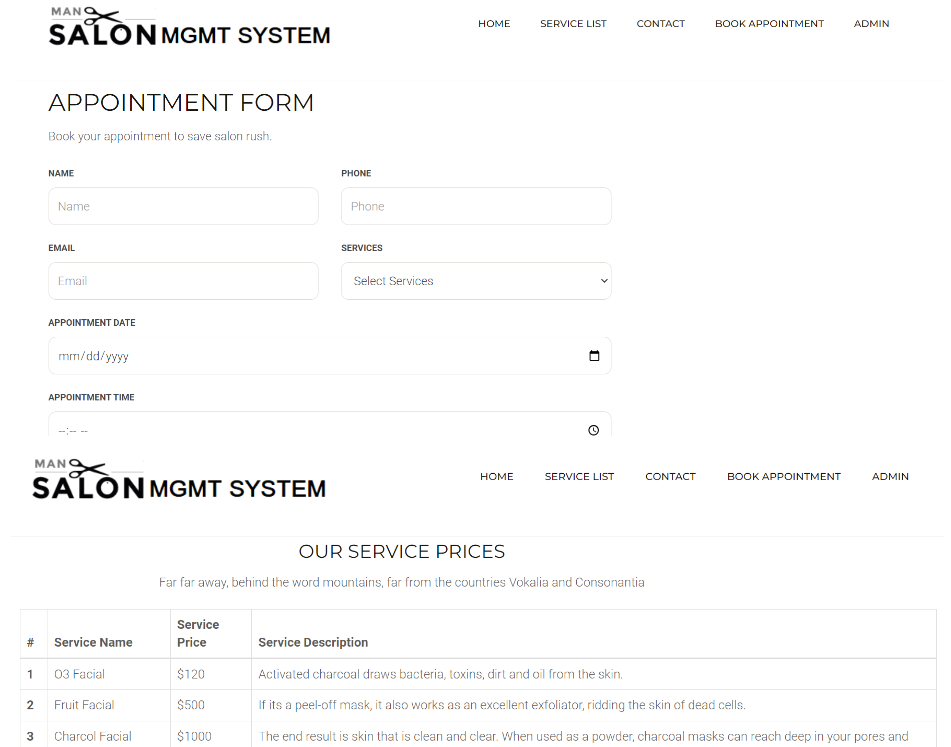 MAN
SALON MGMT SYSTEM
HOME SERVICE LIST CONTACT BOOK APPOINTMENT ADMIN
APPOINTMENT FORM
Book your appointment to save salon rush.
NAME PHONE
Name Phone
EMAIL SERVICES
Email Select Services
APPOINTMENT DATE
mm/dd/yyyy
APPOINTMENT TIME
--:-- --
MAN
SALON MGMT SYSTEM
HOME SERVICE LIST CONTACT BOOK APPOINTMENT ADMIN
OUR SERVICE PRICES
Far far away, behind the word mountains, far from the countries Vokalia and Consonantia
# Service Name Service Price Service Description
1 O3 Facial $120 Activated charcoal draws bacteria, toxins, dirt and oil from the skin.
2 Fruit Facial $500 If its a peel-off mask, it also works as an excellent exfoliator, ridding the skin of dead cells.
3 Charcol Facial $1000 The end result is skin that is clean and clear. When used as a powder, charcoal masks can reach deep in your pores and